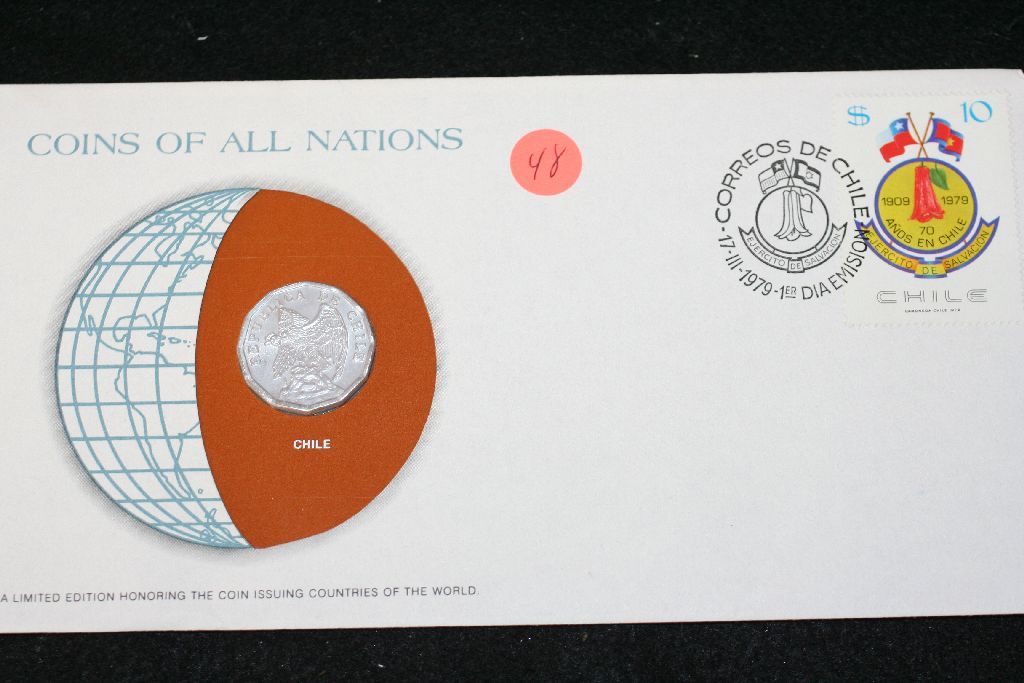 COINS OF ALL NATIONS
48
CORREOS DE CHILE
EJERCITO DE SALVACION
17-III-1979-1ER DIA EMISION
$ 10
1909 1979
70
AÑOS EN CHILE
EJERCITO DE SALVACION
CHILE
REPUBLICA DE CHILE
CHILE
A LIMITED EDITION HONORING THE COIN ISSUING COUNTRIES OF THE WORLD.